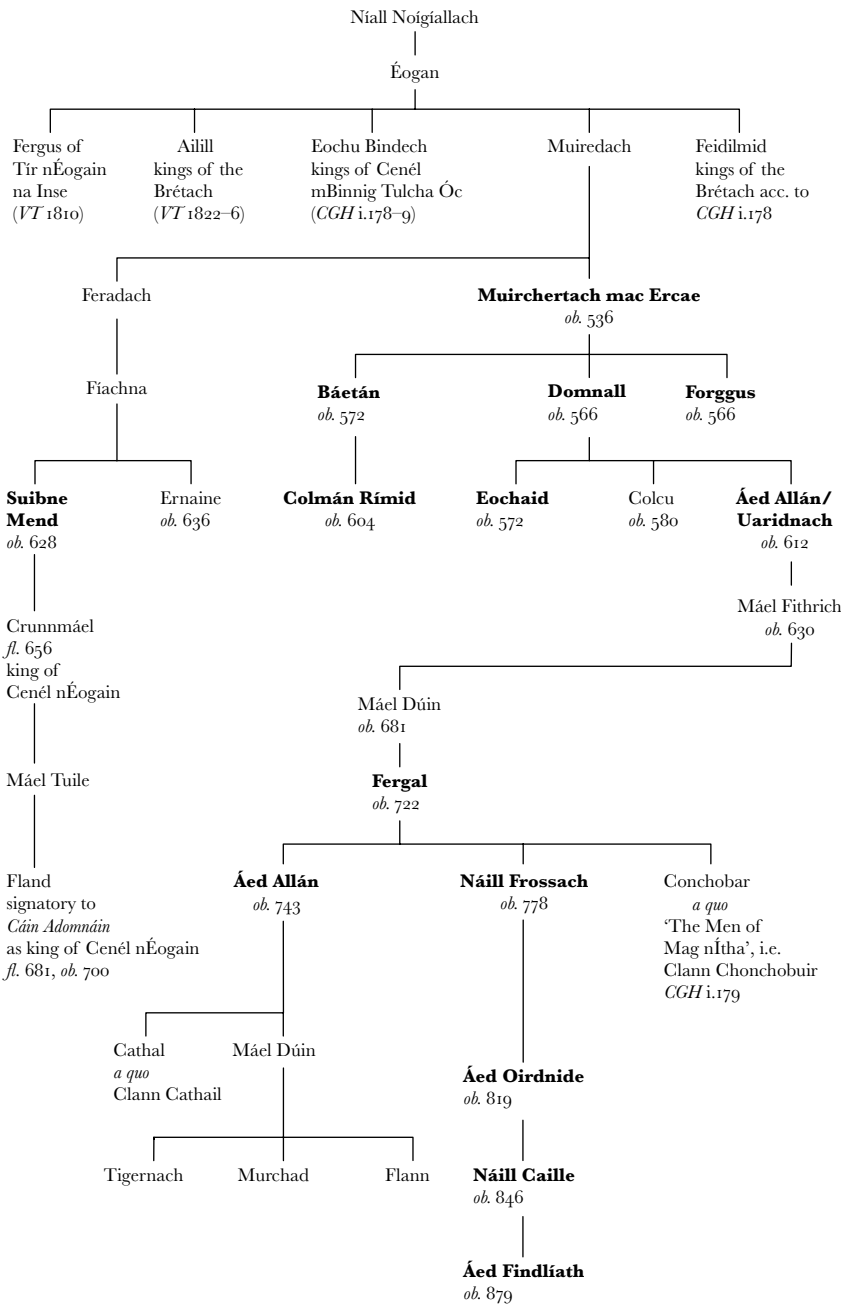 Níall Noígíallach
Éogan
Fergus of
Tír nÉogain
na Inse
(VT 1810)
Ailill
kings of the
Brétach
(VT 1822–6)
Eochu Bindech
kings of Cenél
mBinnig Tulcha Óc
(CGH i.178–9)
Muiredach
Feidilmid
kings of the
Brétach acc. to
CGH i.178
Feradach
Muirchertach mac Ercae
ob. 536
Fíachna
Báetán
ob. 572
Domnall
ob. 566
Forggus
ob. 566
Suibne
Mend
ob. 628
Ernaine
ob. 636
Colmán Rímid
ob. 604
Eochaid
ob. 572
Colcu
ob. 580
Áed Allán/
Uaridnach
ob. 612
Crunnmáel
fl. 656
king of
Cenél nÉogain
Máel Fithrich
ob. 630
Máel Dúin
ob. 681
Máel Tuile
Fergal
ob. 722
Fland
signatory to
Cáin Adomnáin
as king of Cenél nÉogain
fl. 681, ob. 700
Áed Allán
ob. 743
Náill Frossach
ob. 778
Conchobar
a quo
‘The Men of
Mag nÍtha’, i.e.
Clann Chonchobuir
CGH i.179
Cathal
a quo
Clann Cathail
Máel Dúin
Áed Oirdnide
ob. 819
Tigernach
Murchad
Flann
Náill Caille
ob. 846
Áed Findlíath
ob. 879